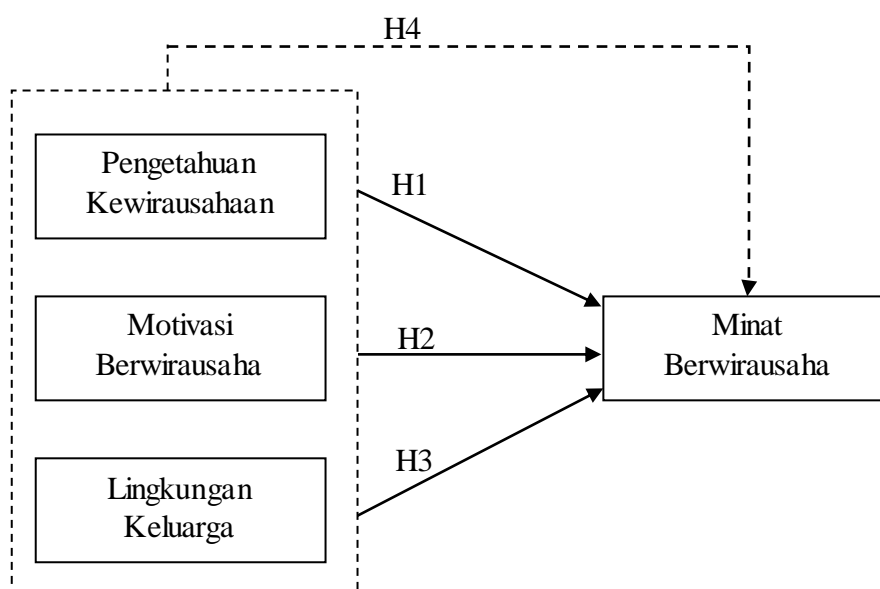 H4
Pengetahuan
Kewirausahaan
H1
Motivasi
Berwirausaha
H2
Minat
Berwirausaha
H3
Lingkungan
Keluarga